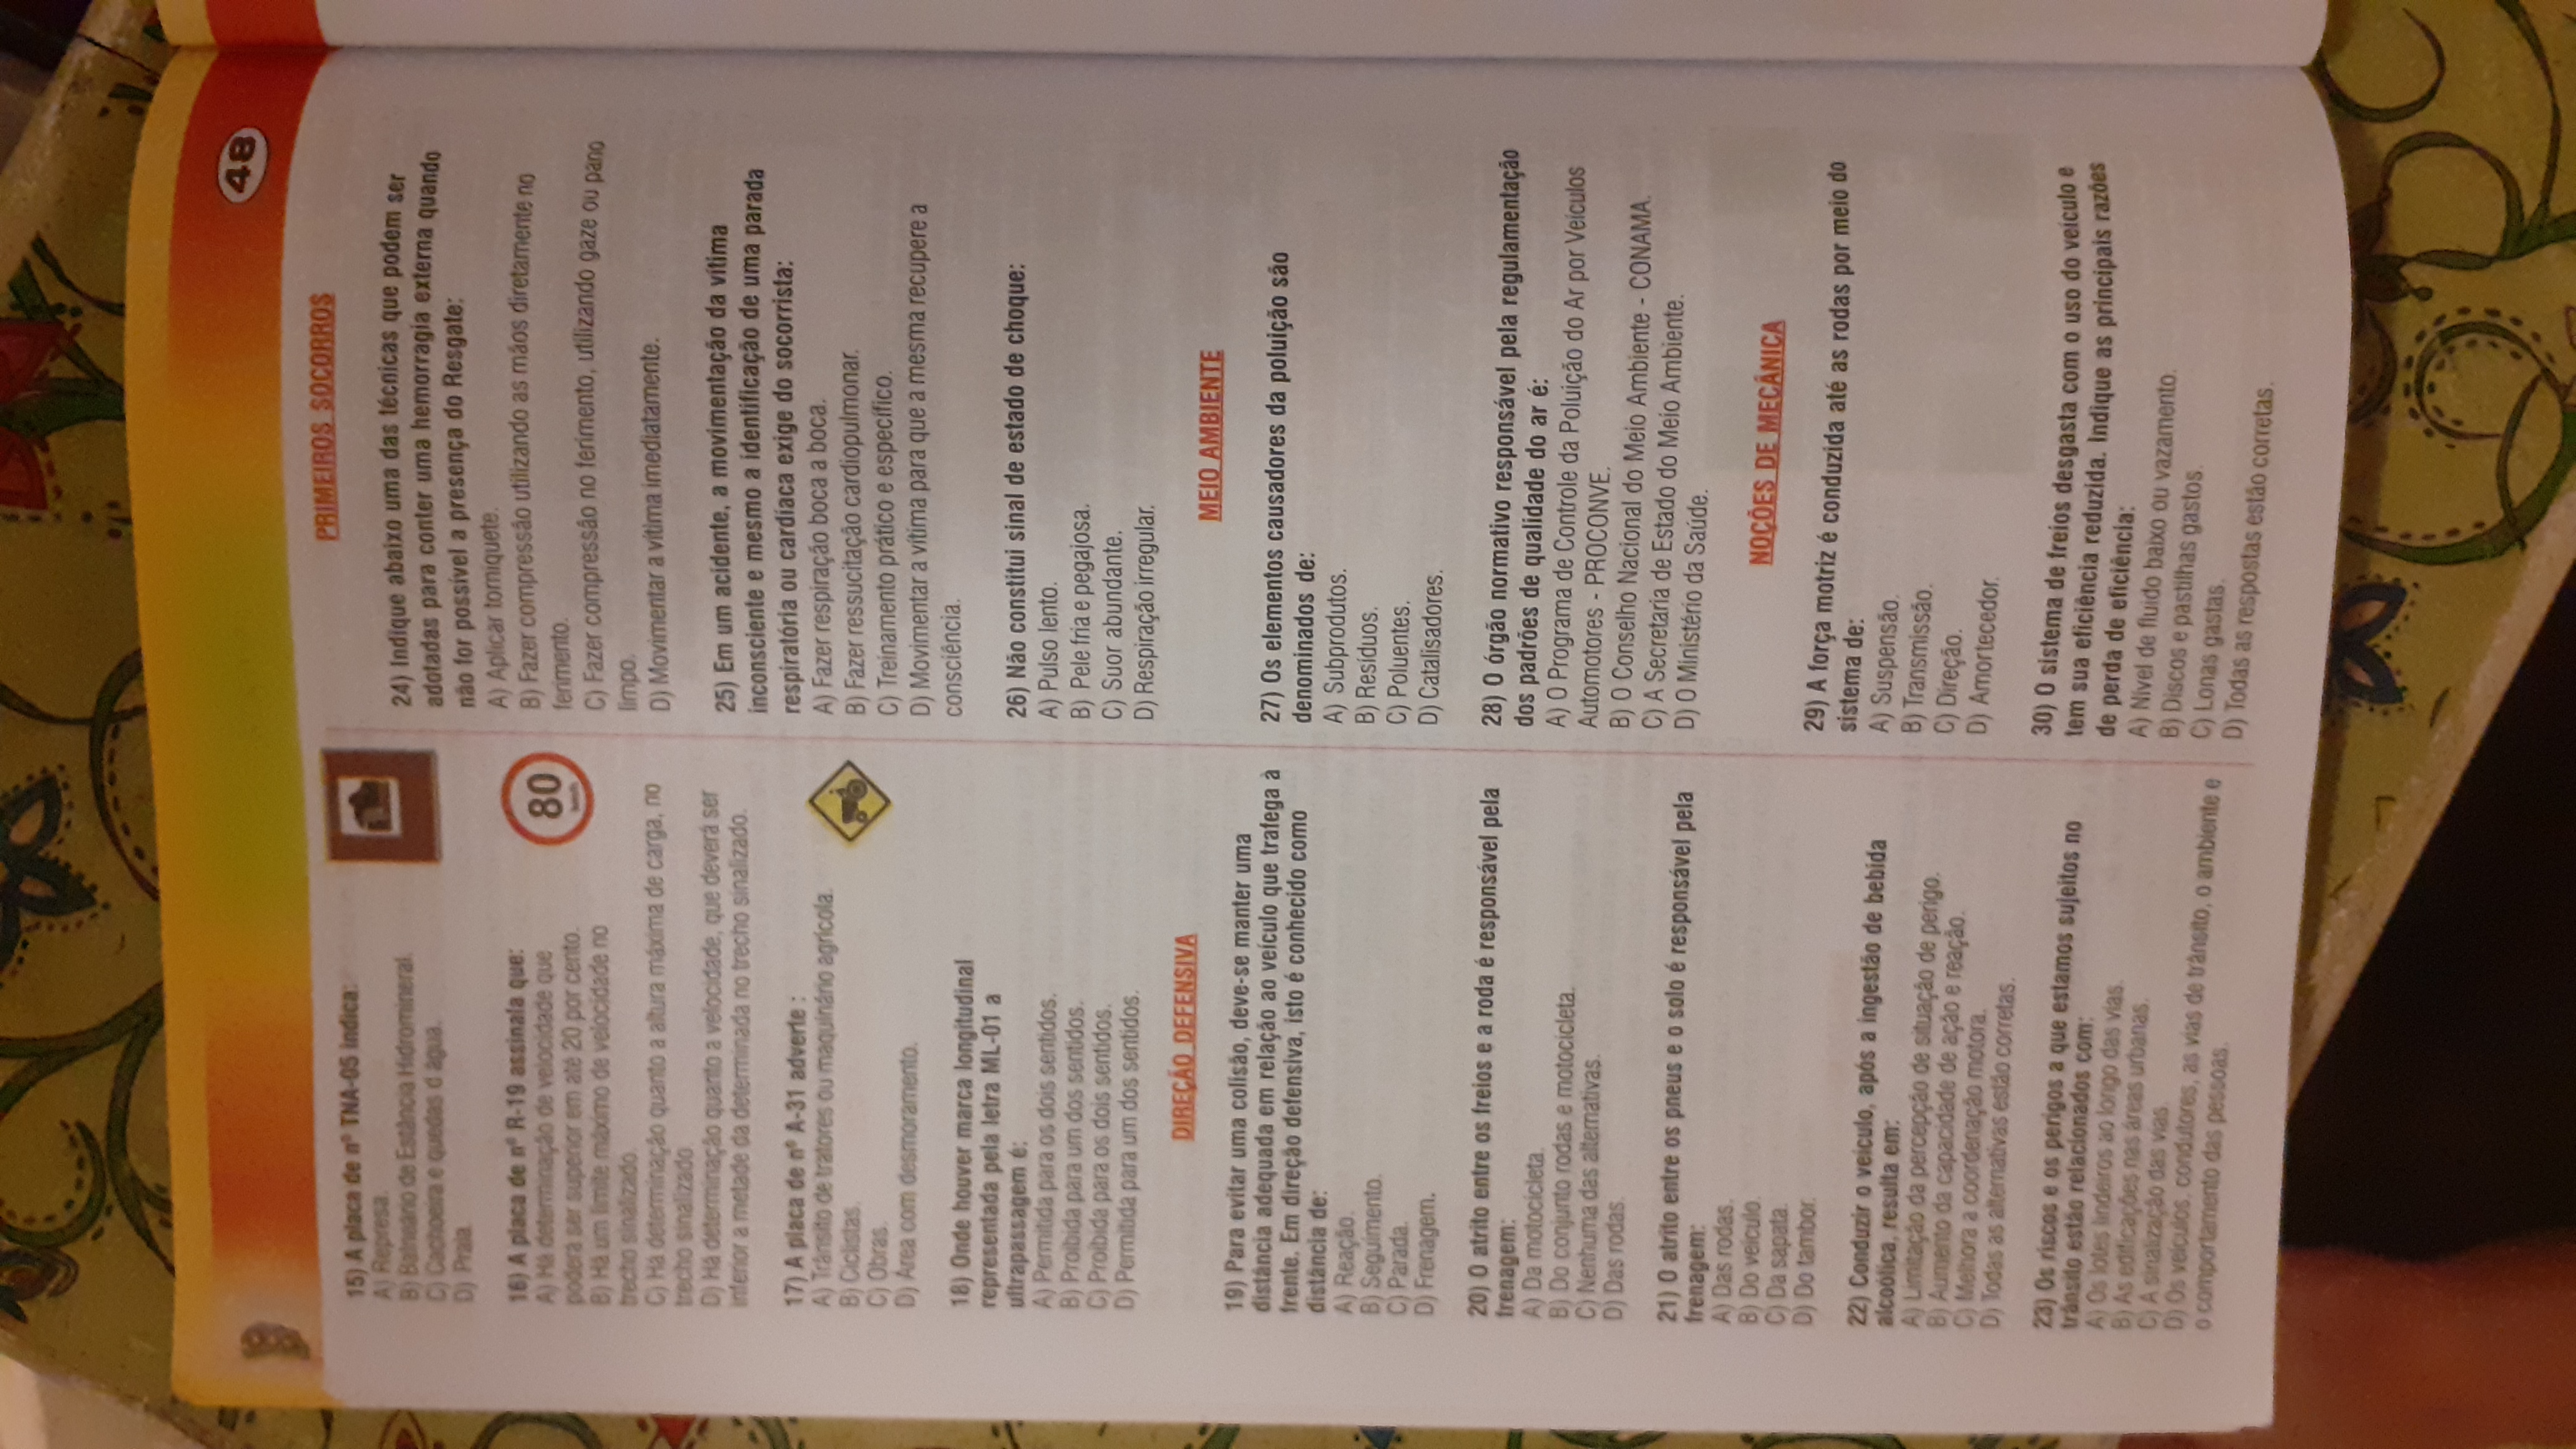 48
15) A placa de nº TNA-05 indica:
A) Represa.
B) Balneário de Estância Hidromineral.
C) Cachoeira e quedas d água.
D) Praia.
16) A placa de nº R-19 assinala que:
A) Há determinação de velocidade que
poderá ser superior em até 20 por cento.
B) Há um limite máximo de velocidade no
trecho sinalizado.
C) Há determinação quanto a altura máxima de carga, no
trecho sinalizado
D) Há determinação quanto a velocidade, que deverá ser
inferior a metade da determinada no trecho sinalizado.
80
17) A placa de nº A-31 adverte :
A) Trânsito de tratores ou maquinário agrícola.
B) Ciclistas.
C) Obras.
D) Área com desmoramento.
18) Onde houver marca longitudinal
representada pela letra ML-01 a
ultrapassagem é:
A) Permitida para os dois sentidos.
B) Proibida para um dos sentidos.
C) Proibida para os dois sentidos.
D) Permitida para um dos sentidos.
DIREÇÃO DEFENSIVA
19) Para evitar uma colisão, deve-se manter uma
distância adequada em relação ao veículo que trafega à
frente. Em direção defensiva, isto é conhecido como
distância de:
A) Reação.
B) Seguimento.
C) Parada.
D) Frenagem.
20) O atrito entre os freios e a roda é responsável pela
frenagem:
A) Da motocicleta.
B) Do conjunto rodas e motocicleta.
C) Nenhuma das alternativas.
D) Das rodas.
21) O atrito entre os pneus e o solo é responsável pela
frenagem:
A) Das rodas.
B) Do veículo.
C) Da sapata.
D) Do tambor.
22) Conduzir o veículo, após a ingestão de bebida
alcoólica, resulta em:
A) Limitação da percepção de situação de perigo.
B) Aumento da capacidade de ação e reação.
C) Melhora a coordenação motora.
D) Todas as alternativas estão corretas.
23) Os riscos e os perigos a que estamos sujeitos no
trânsito estão relacionados com:
A) Os lotes lindeiros ao longo das vias.
B) As edificações nas áreas urbanas.
C) A sinalização das vias.
D) Os veículos, condutores, as vias de trânsito, o ambiente e
o comportamento das pessoas.
PRIMEIROS SOCORROS
24) Indique abaixo uma das técnicas que podem ser
adotadas para conter uma hemorragia externa quando
não for possível a presença do Resgate:
A) Aplicar torniquete.
B) Fazer compressão utilizando as mãos diretamente no
ferimento.
C) Fazer compressão no ferimento, utilizando gaze ou pano
limpo.
D) Movimentar a vítima imediatamente.
25) Em um acidente, a movimentação da vítima
inconsciente e mesmo a identificação de uma parada
respiratória ou cardíaca exige do socorrista:
A) Fazer respiração boca a boca.
B) Fazer ressucitação cardiopulmonar.
C) Treinamento prático e específico.
D) Movimentar a vítima para que a mesma recupere a
consciência.
26) Não constitui sinal de estado de choque:
A) Pulso lento.
B) Pele fria e pegajosa.
C) Suor abundante.
D) Respiração irregular.
MEIO AMBIENTE
27) Os elementos causadores da poluição são
denominados de:
A) Subprodutos.
B) Resíduos.
C) Poluentes.
D) Catalisadores.
28) O órgão normativo responsável pela regulamentação
dos padrões de qualidade do ar é:
A) O Programa de Controle da Poluição do Ar por Veículos
Automotores - PROCONVE.
B) O Conselho Nacional do Meio Ambiente - CONAMA.
C) A Secretaria de Estado do Meio Ambiente.
D) O Ministério da Saúde.
NOÇÕES DE MECÂNICA
29) A força motriz é conduzida até as rodas por meio do
sistema de:
A) Suspensão.
B) Transmissão.
C) Direção.
D) Amortecedor.
30) O sistema de freios desgasta com o uso do veículo e
tem sua eficiência reduzida. Indique as principais razões
de perda de eficiência:
A) Nível de fluido baixo ou vazamento.
B) Discos e pastilhas gastos.
C) Lonas gastas.
D) Todas as respostas estão corretas.